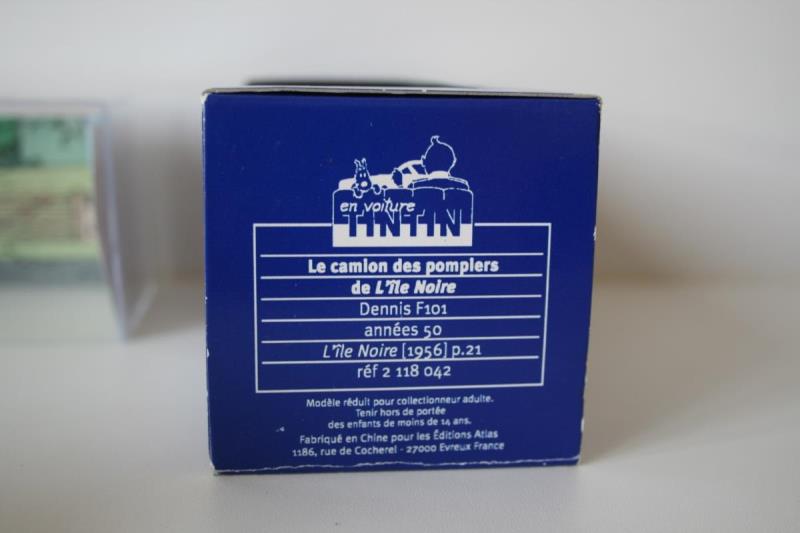 en voiture
TINTIN
Le camion des pompiers
de L'île Noire
Dennis F101
années 50
L'île Noire [1956] p.21
réf 2 118 042
Modèle réduit pour collectionneur adulte.
Tenir hors de portée
des enfants de moins de 14 ans.
Fabriqué en Chine pour les Éditions Atlas
1186, rue de Cocherel - 27000 Evreux France